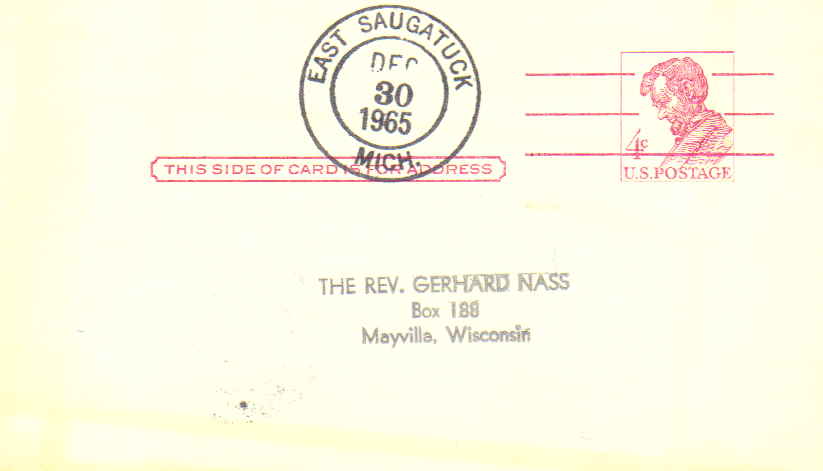 EAST SAUGATUCK
DEC
30
1965
MICH.
THIS SIDE OF CARD IS FOR ADDRESS
4c
U.S.POSTAGE
THE REV. GERHARD NASS
Box 188
Mayville, Wisconsin